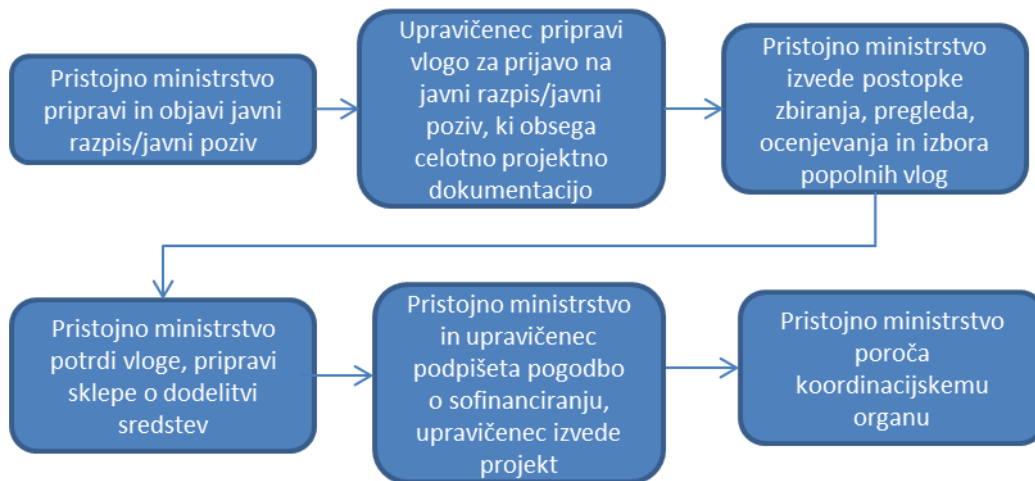 Pristojno ministrstvo
pripravi in objavi javni
razpis/javni poziv
Upravičenec pripravi
vlogo za prijavo na
javni razpis/javni
poziv, ki obsega
celotno projektno
dokumentacijo
Pristojno ministrstvo
izvede postopke
zbiranja, pregleda,
ocenjevanja in izbora
popolnih vlog
Pristojno ministrstvo
potrdi vloge, pripravi
sklepe o dodelitvi
sredstev
Pristojno ministrstvo
in upravičenec
podpišeta pogodbo
o sofinanciranju,
upravičenec izvede
projekt
Pristojno ministrstvo
poroča
koordinacijskemu
organu